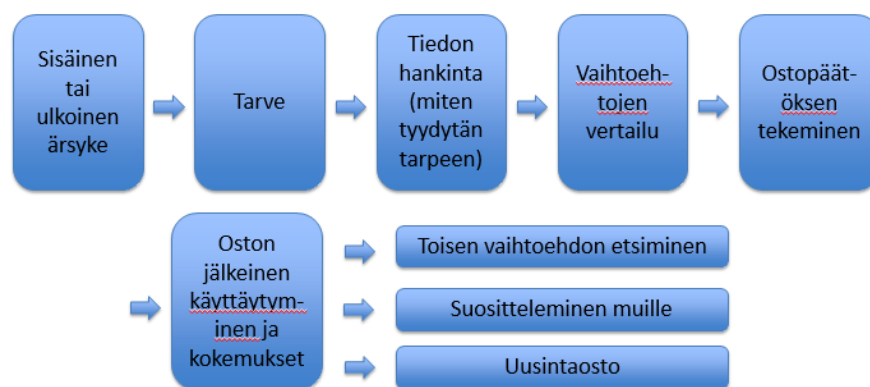 Sisäinen
tai
ulkoinen
ärsyke
Tarve
Tiedon
hankinta
(miten
tyydytän
tarpeen)
Vaihtoeh-
tojen
vertailu
Ostopäät-
öksen
tekeminen
Oston
jälkeinen
käyttäytym-
inen ja
kokemukset
Toisen vaihtoehdon etsiminen
Suositteleminen muille
Uusintaosto